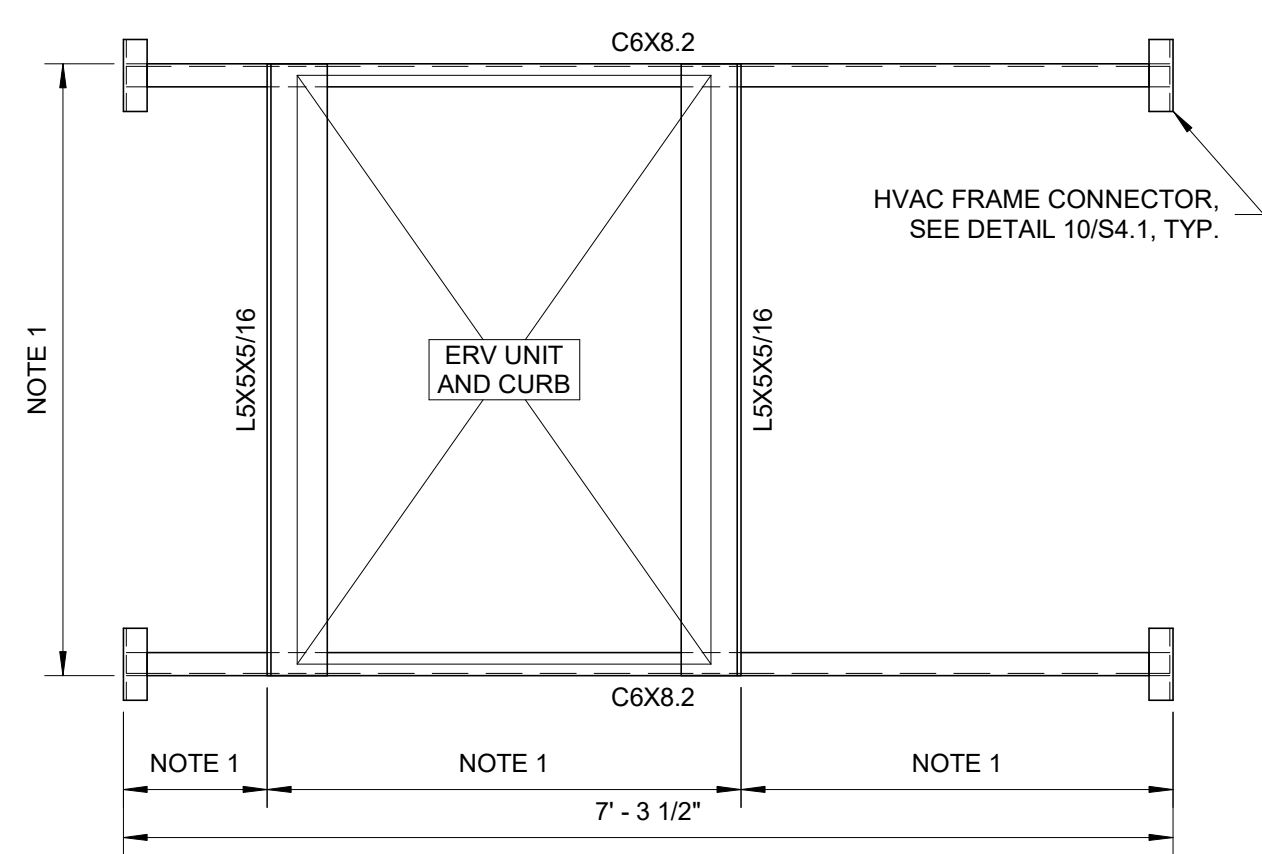 C6X8.2
HVAC FRAME CONNECTOR,
SEE DETAIL 10/S4.1, TYP.
NOTE 1
L5X5X5/16
ERV UNIT
AND CURB
L5X5X5/16
C6X8.2
NOTE 1
NOTE 1
NOTE 1
7' - 3 1/2"